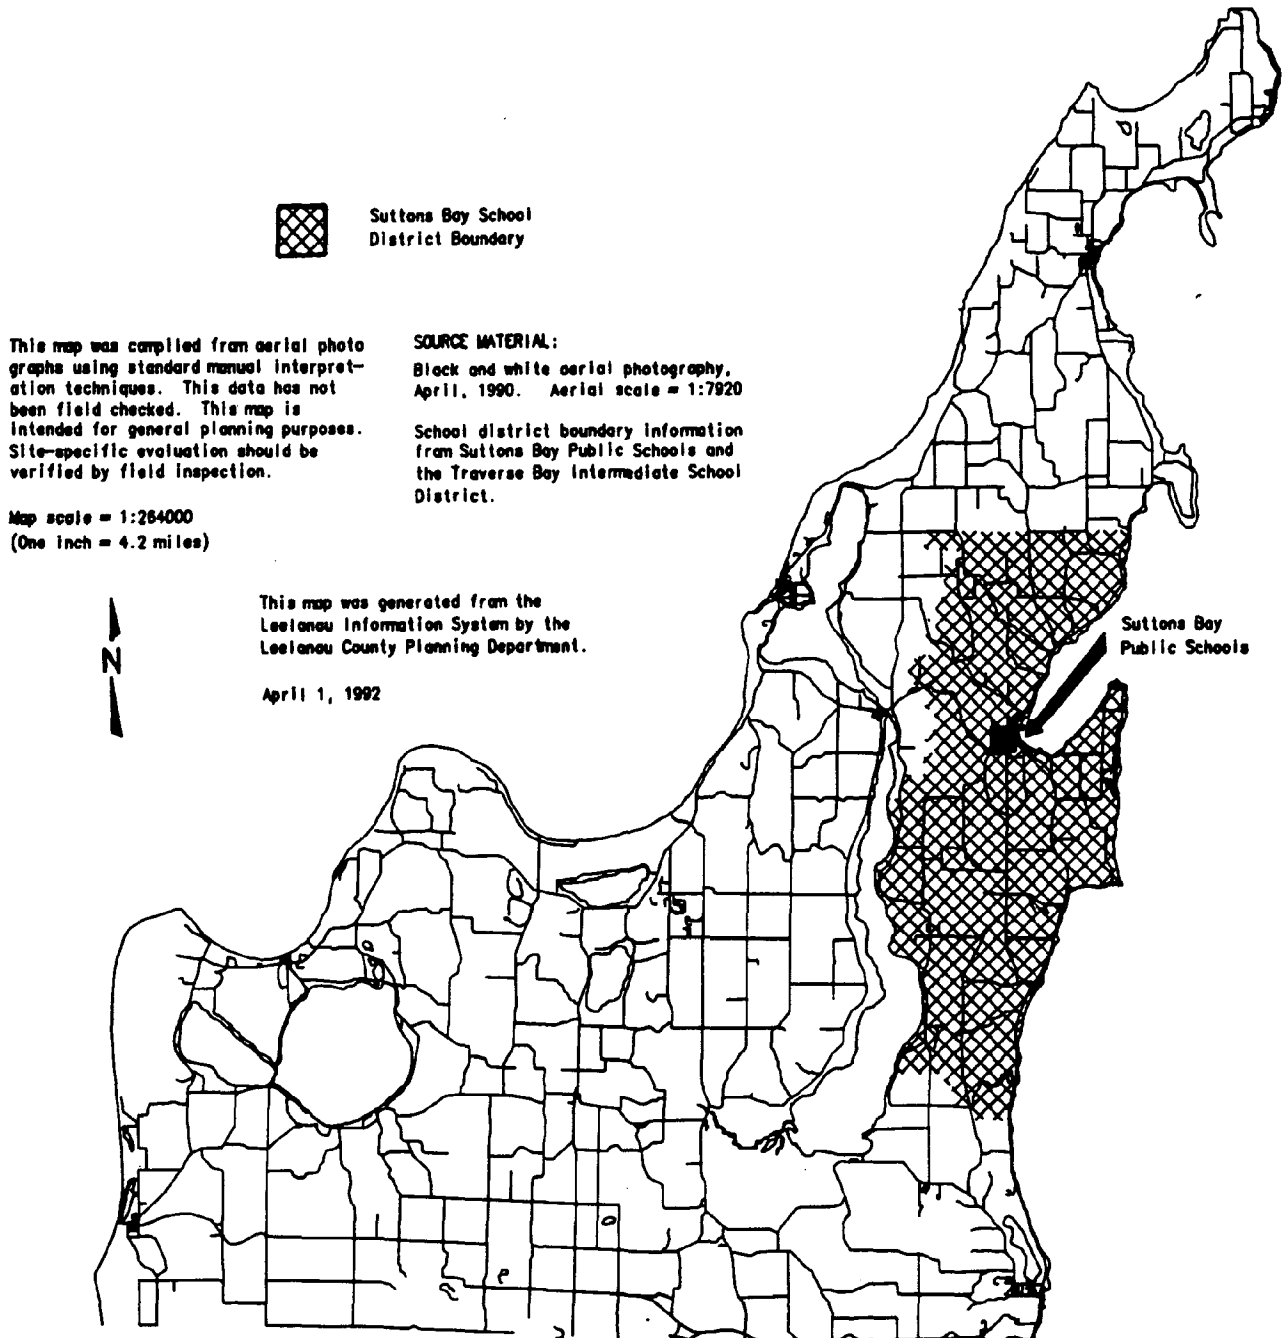 Suttons Bay School
District Boundary
This map was compiled from aerial photo
graphs using standard manual interpret-
ation techniques. This data has not
been field checked. This map is
intended for general planning purposes.
Site-specific evaluation should be
verified by field inspection.
Map scale = 1:264000
(One inch = 4.2 miles)
SOURCE MATERIAL:
Black and white aerial photography,
April, 1990. Aerial scale = 1:7920
School district boundary information
from Suttons Bay Public Schools and
the Traverse Bay Intermediate School
District.
This map was generated from the
Leelanau Information System by the
Leelanau County Planning Department.
April 1, 1992
N
Suttons Bay
Public Schools